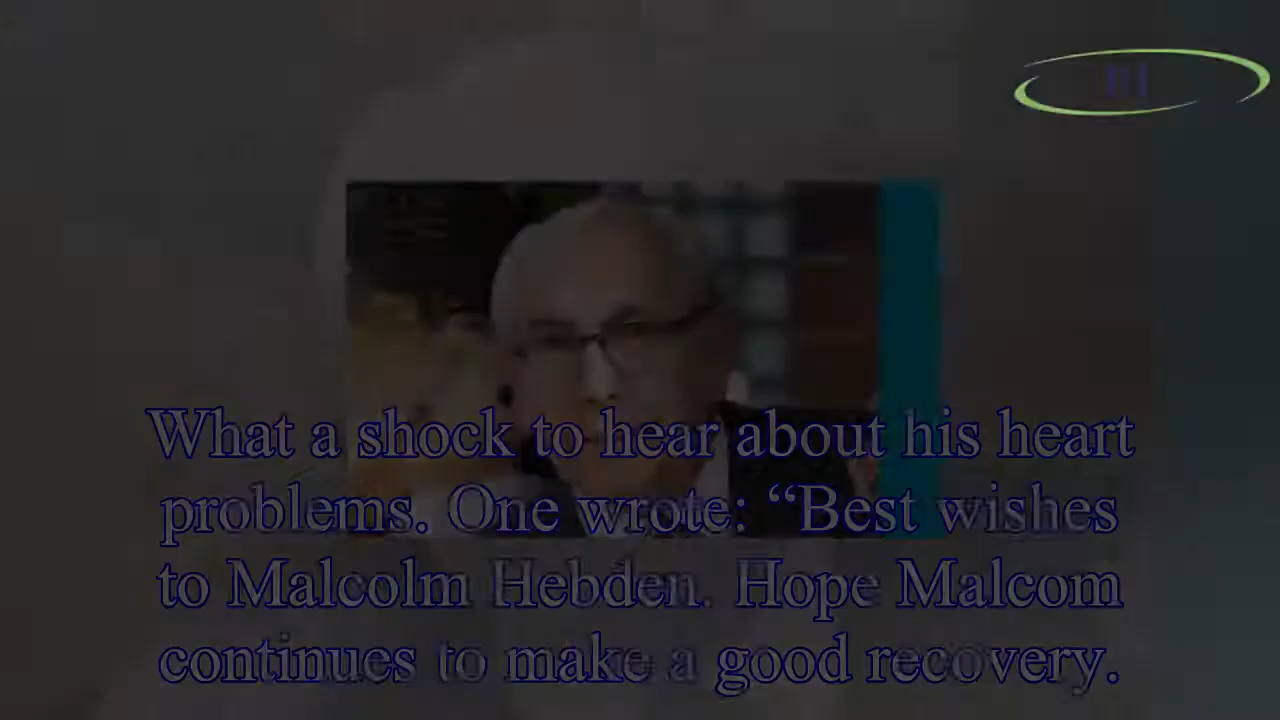 What a shock to hear about his heart
problems. One wrote: “Best wishes
to Malcolm Hebden. Hope Malcom
continues to make a good recovery.